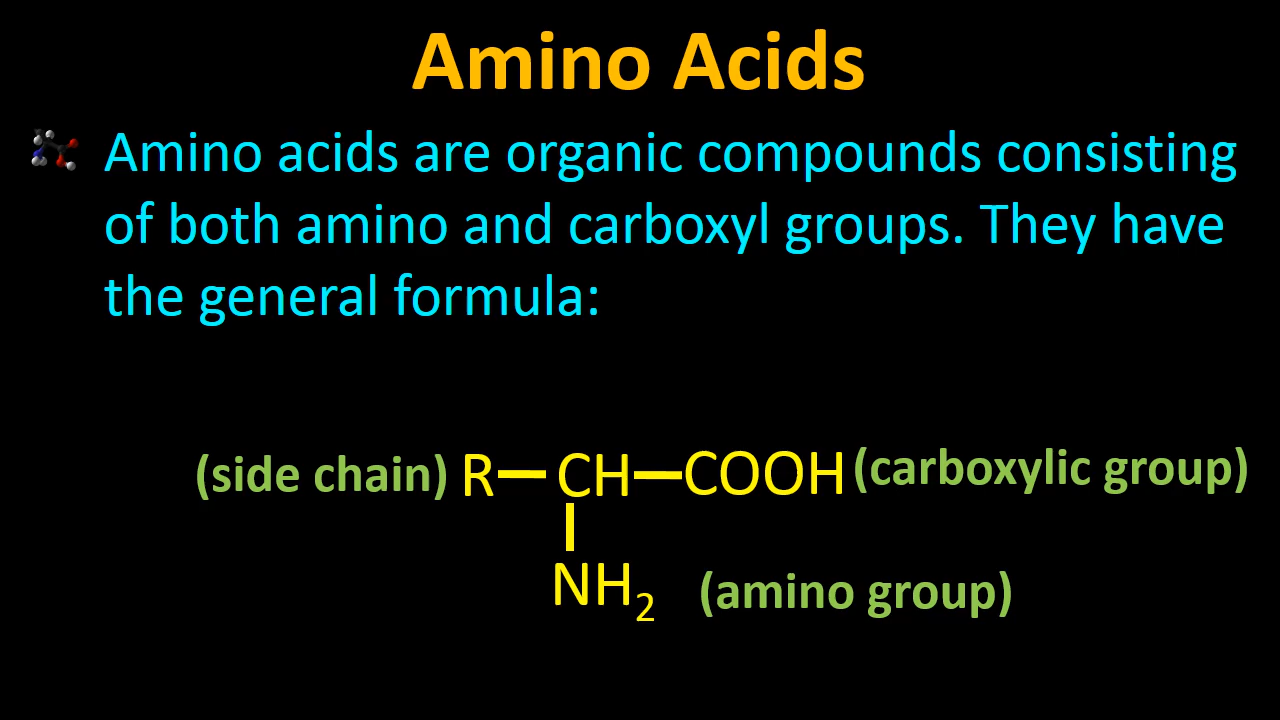 Amino Acids
Amino acids are organic compounds consisting
of both amino and carboxyl groups. They have
the general formula:
(side chain) R—CH—COOH (carboxylic group)
NH₂ (amino group)